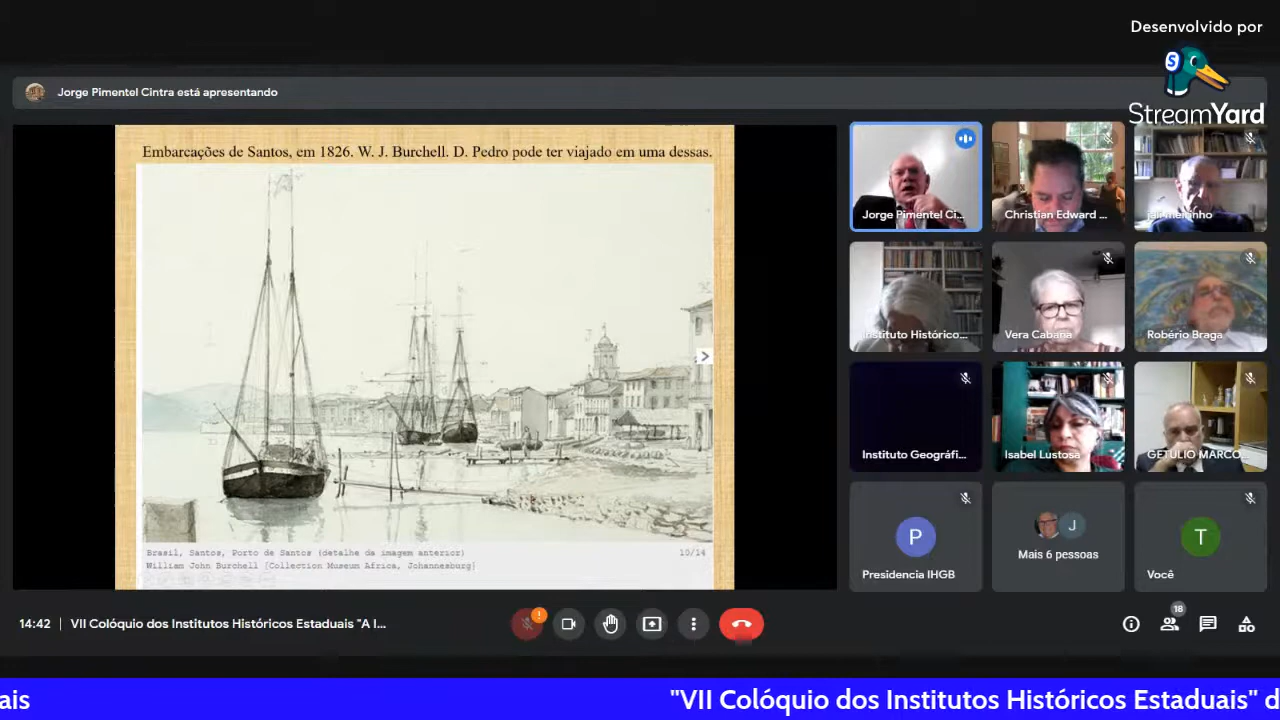 Desenvolvido por
S
StreamYard
Jorge Pimentel Cintra está apresentando
Embarcações de Santos, em 1826. W. J. Burchell. D. Pedro pode ter viajado em uma dessas.
Brasil, Santos, Porto de Santos (detalhe da imagem anterior)
10/14
William John Burchell [Collection Museum Africa, Johannesburg]
Jorge Pimentel Ci...
Christian Edward ...
Instituto Histórico...
Vera Cabana
Robério Braga
Instituto Geográfi...
Isabel Lustosa
GETULIO MARCO...
P
Presidencia IHGB
J
Mais 6 pessoas
T
Você
14:42 | VII Colóquio dos Institutos Históricos Estaduais "A I...
!
18
ais
"VII Colóquio dos Institutos Históricos Estaduais" d